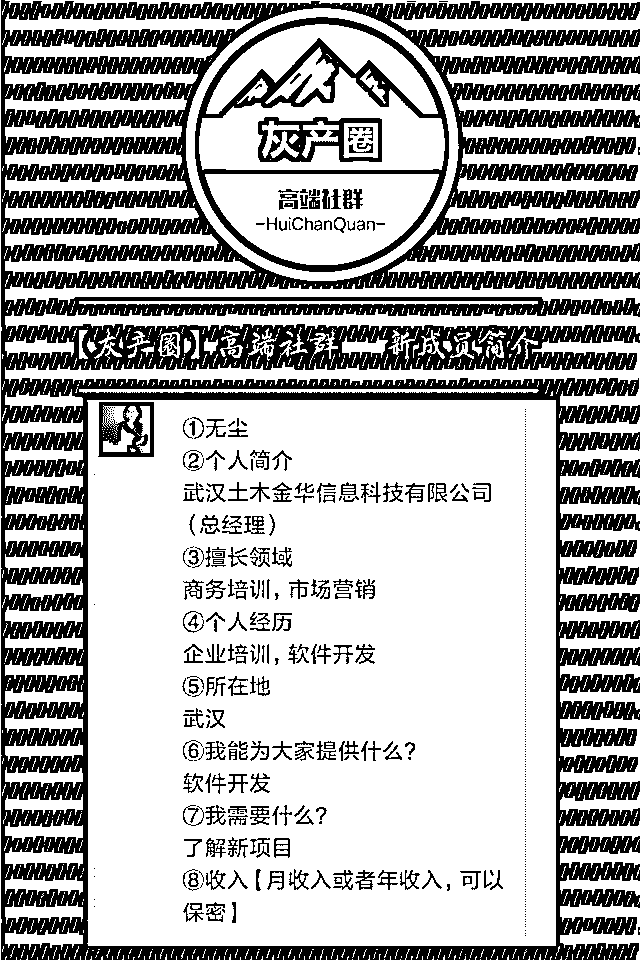 灰产圈
高端社群
-HuiChanQuan-
【灰产圈】高端社群 新成员简介
①无尘
②个人简介
武汉土木金华信息科技有限公司
（总经理）
③擅长领域
商务培训，市场营销
④个人经历
企业培训，软件开发
⑤所在地
武汉
⑥我能为大家提供什么？
软件开发
⑦我需要什么？
了解新项目
⑧收入【月收入或者年收入，可以
保密】